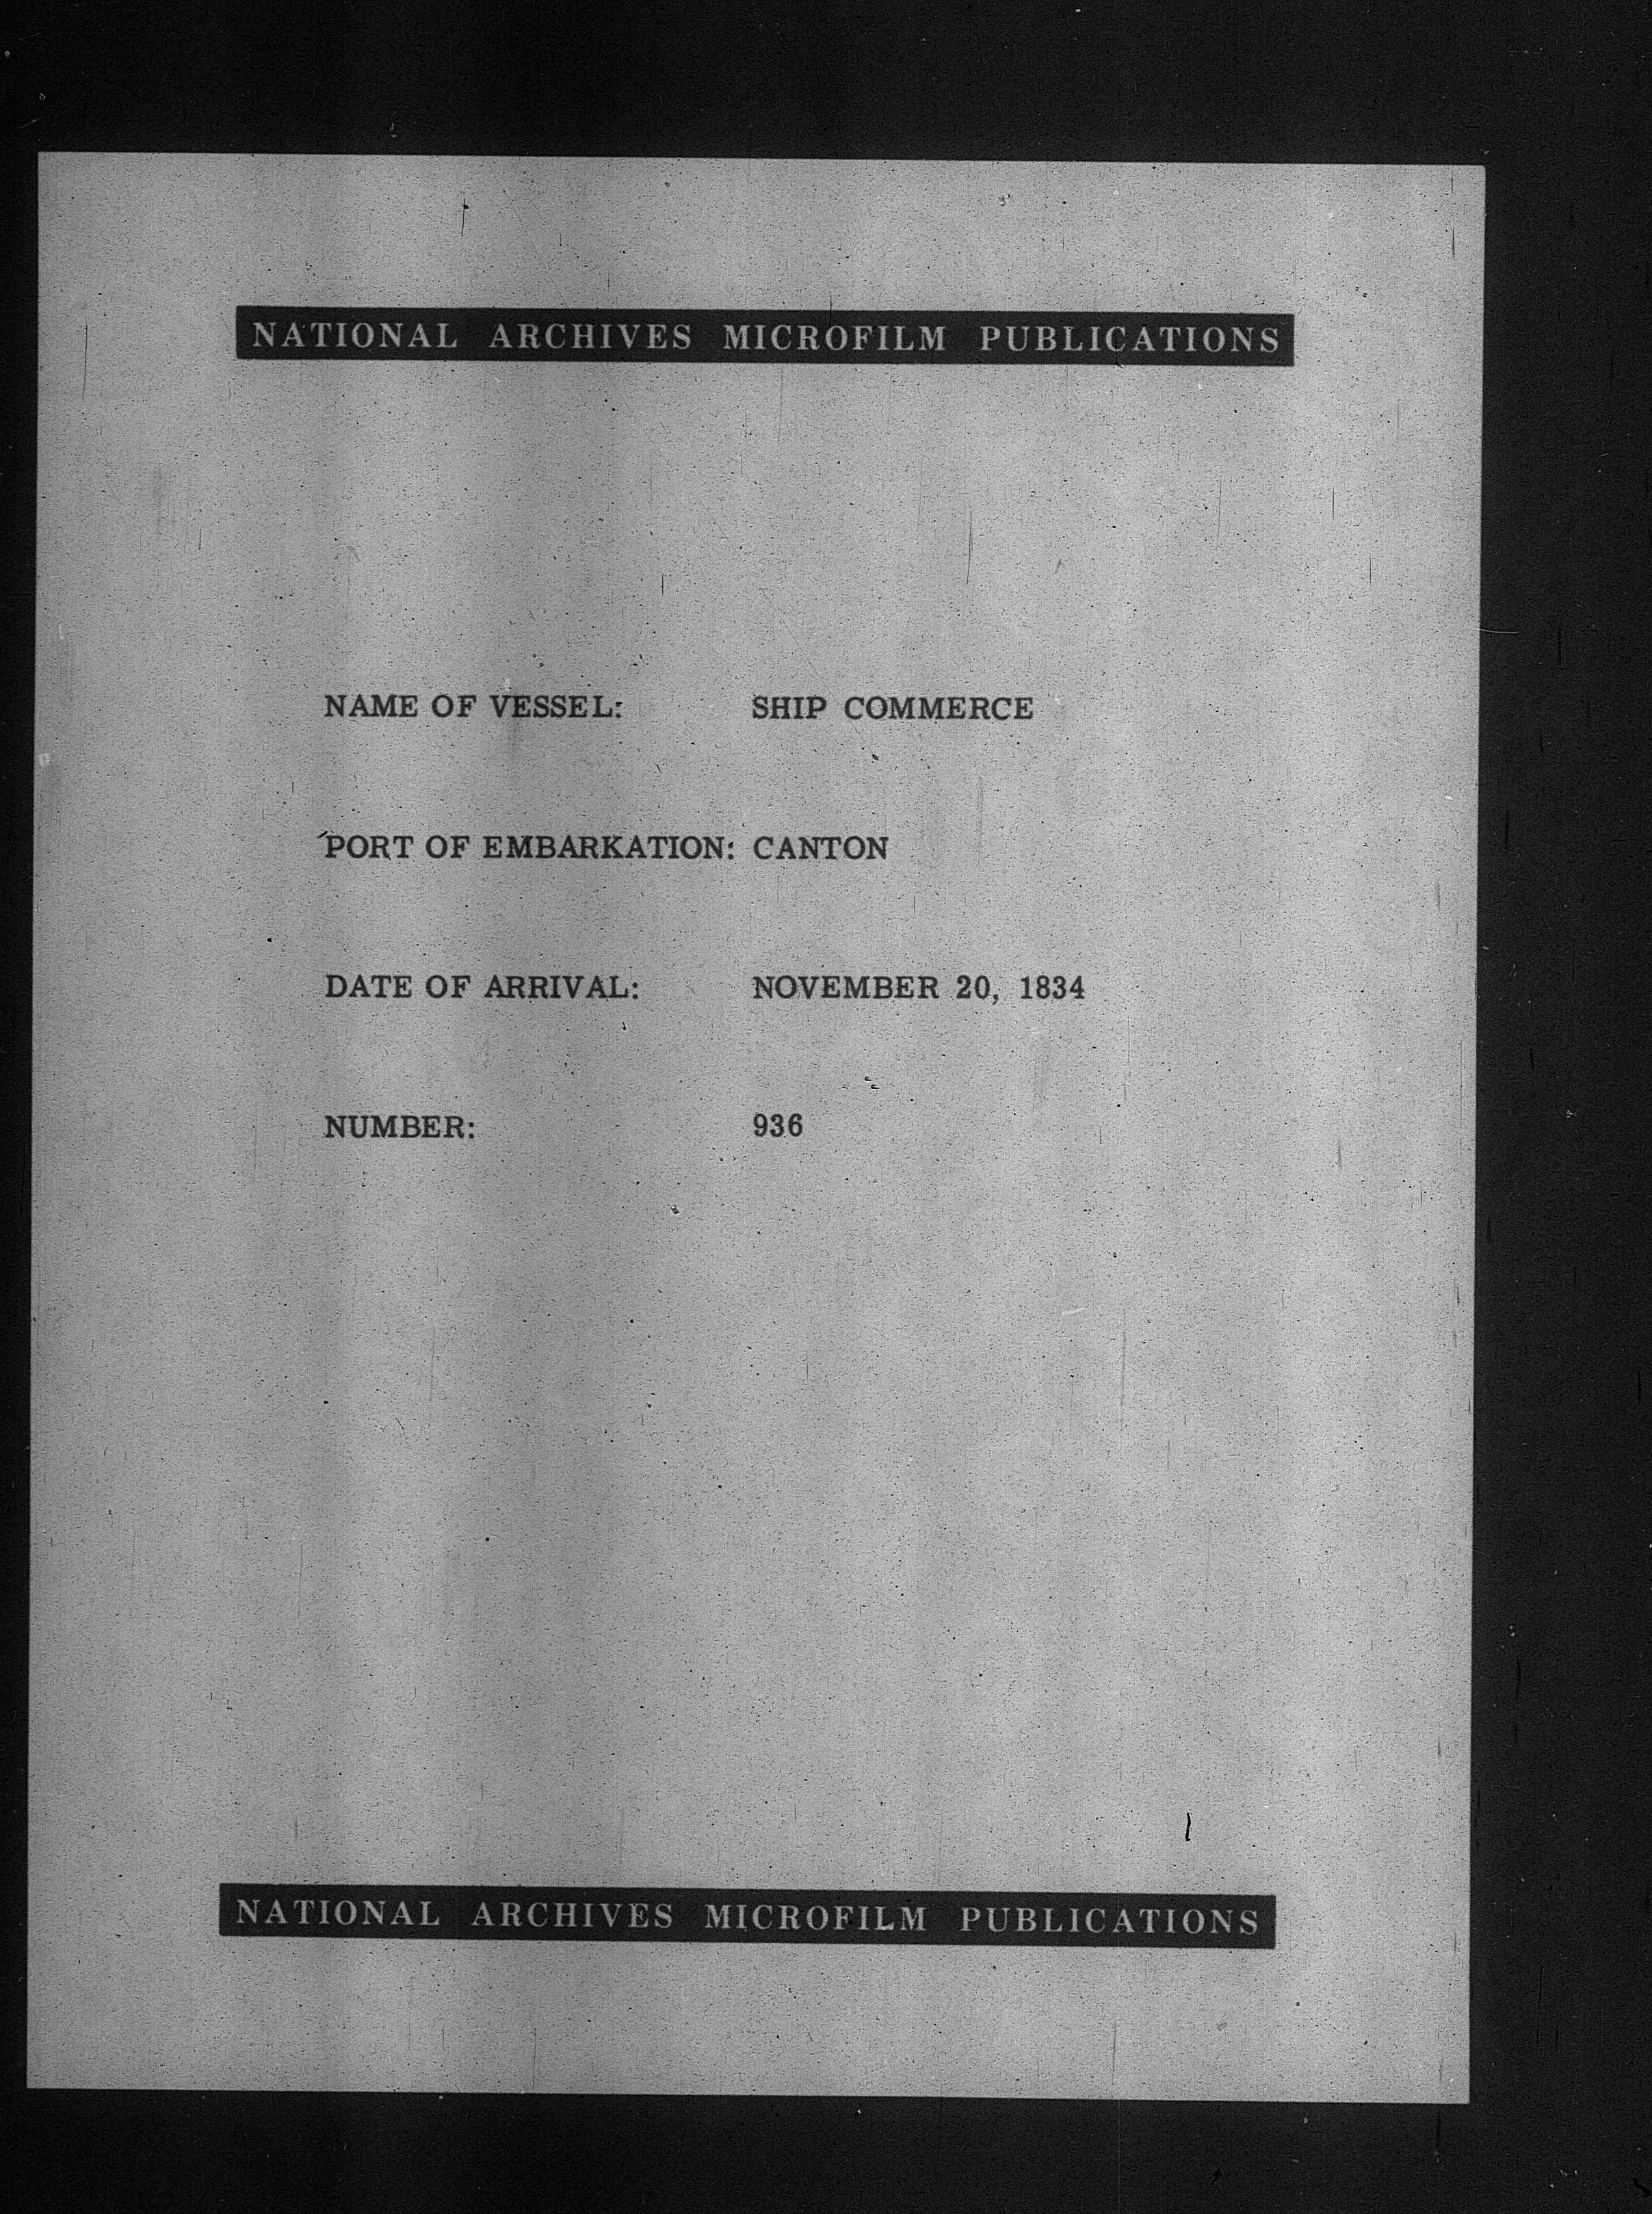 NATIONAL ARCHIVES MICROFILM PUBLICATIONS
NAME OF VESSEL: SHIP COMMERCE
PORT OF EMBARKATION: CANTON
DATE OF ARRIVAL: NOVEMBER 20, 1834
NUMBER: 936
NATIONAL ARCHIVES MICROFILM PUBLICATIONS